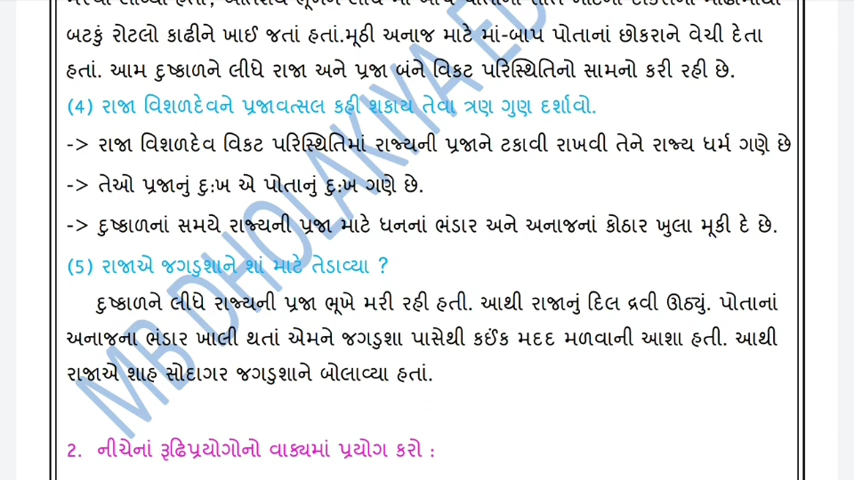 બટકું રોટલો કાઢીને ખાઈ જતાં હતાં.મૂઠી અનાજ માટે માં-બાપ પોતાનાં છોકરાને વેચી દેતા
હતાં. આમ દુષ્કાળને લીધે રાજા અને પ્રજા બંને વિકટ પરિસ્થિતિનો સામનો કરી રહી છે.
(4) રાજા વિશળદેવને પ્રજાવત્સલ કહી શકાય તેવા ત્રણ ગુણ દર્શાવો.
-> રાજા વિશળદેવ વિકટ પરિસ્થિતિમાં રાજ્યની પ્રજાને ટકાવી રાખવી તેને રાજ્ય ધર્મ ગણે છે
-> તેઓ પ્રજાનું દુ:ખ એ પોતાનું દુ:ખ ગણે છે.
-> દુષ્કાળનાં સમયે રાજ્યની પ્રજા માટે ધનનાં ભંડાર અને અનાજનાં કોઠાર ખુલા મૂકી દે છે.
(5) રાજાએ જગડુશાને શાં માટે તેડાવ્યા ?
દુષ્કાળને લીધે રાજ્યની પ્રજા ભૂખે મરી રહી હતી. આથી રાજાનું દિલ દ્રવી ઊઠ્યું. પોતાનાં
અનાજના ભંડાર ખાલી થતાં એમને જગડુશા પાસેથી કઈંક મદદ મળવાની આશા હતી. આથી
રાજાએ શાહ સોદાગર જગડુશાને બોલાવ્યા હતાં.
2. નીચેનાં રૂઢિપ્રયોગોનો વાક્યમાં પ્રયોગ કરો :
MB DHOLAKIYA ED